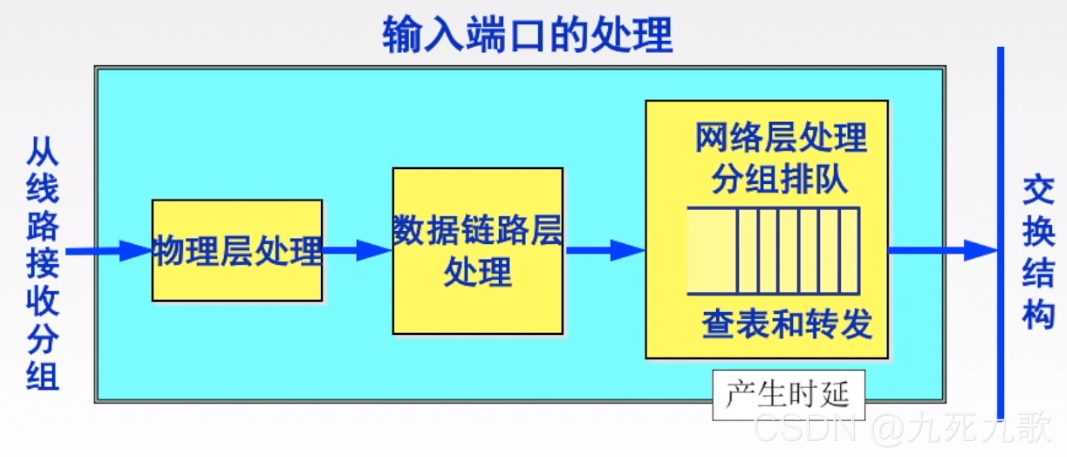 输入端口的处理
从线路接收分组
物理层处理
数据链路层
处理
网络层处理
分组排队
查表和转发
产生时延
交换结构
CSDN @九死九歌